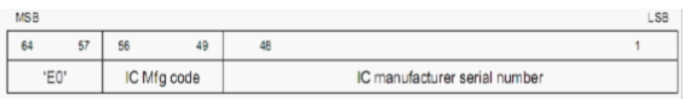 MSB LSB
64 57 56 49 48 1
'E0' IC Mfg code IC manufacturer serial number